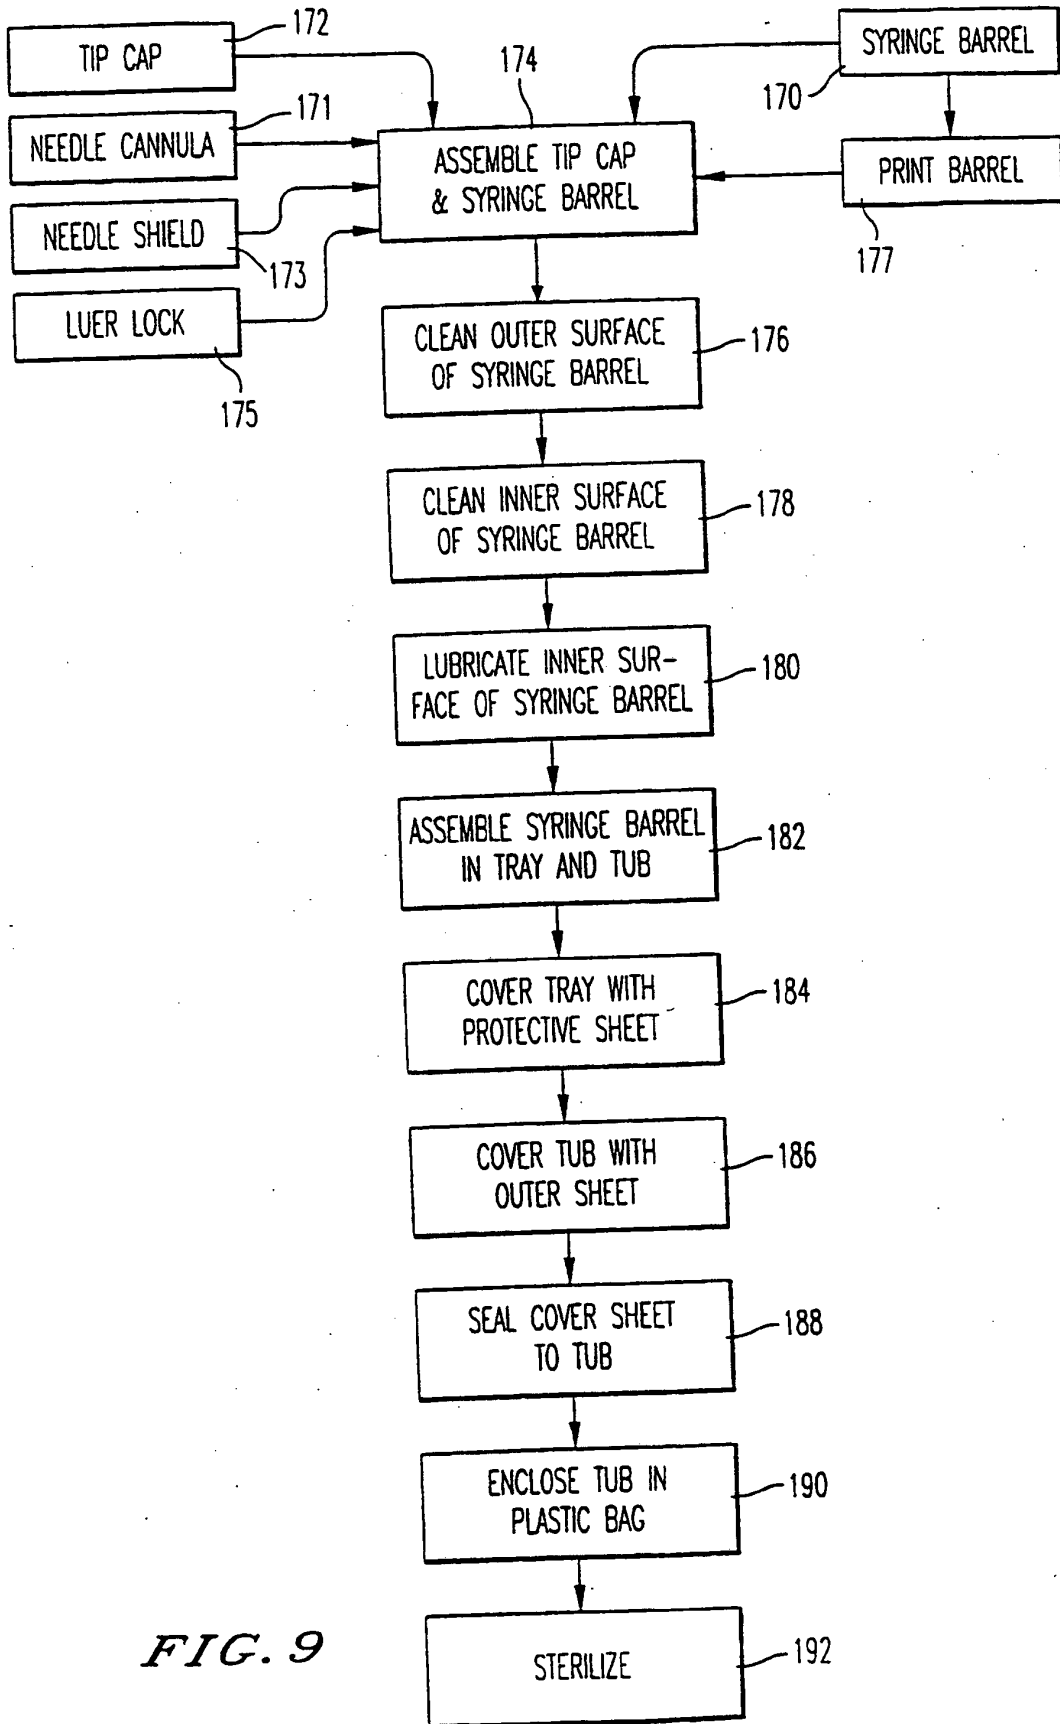 172
TIP CAP
171
NEEDLE CANNULA
NEEDLE SHIELD
173
LUER LOCK
175
174
ASSEMBLE TIP CAP
& SYRINGE BARREL
SYRINGE BARREL
170
PRINT BARREL
177
CLEAN OUTER SURFACE
OF SYRINGE BARREL
176
CLEAN INNER SURFACE
OF SYRINGE BARREL
178
LUBRICATE INNER SUR-
FACE OF SYRINGE BARREL
180
ASSEMBLE SYRINGE BARREL
IN TRAY AND TUB
182
COVER TRAY WITH
PROTECTIVE SHEET
184
COVER TUB WITH
OUTER SHEET
186
SEAL COVER SHEET
TO TUB
188
ENCLOSE TUB IN
PLASTIC BAG
190
STERILIZE
192
FIG. 9